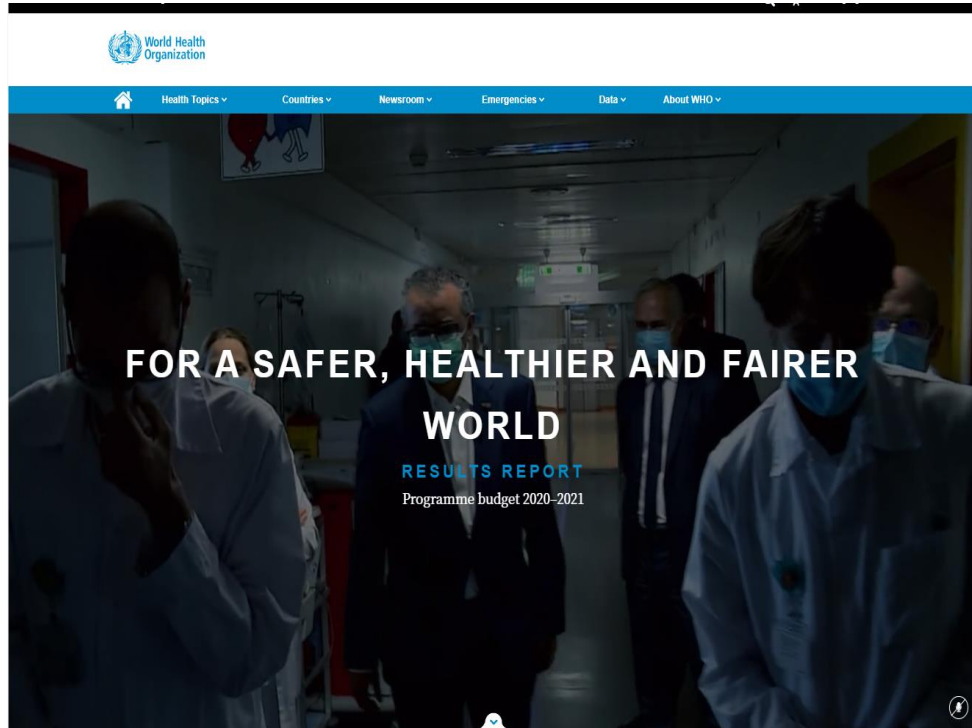 World Health
Organization
Health Topics
Countries
Newsroom
Emergencies
Data
About WHO
FOR A SAFER, HEALTHIER AND FAIRER
WORLD
RESULTS REPORT
Programme budget 2020–2021